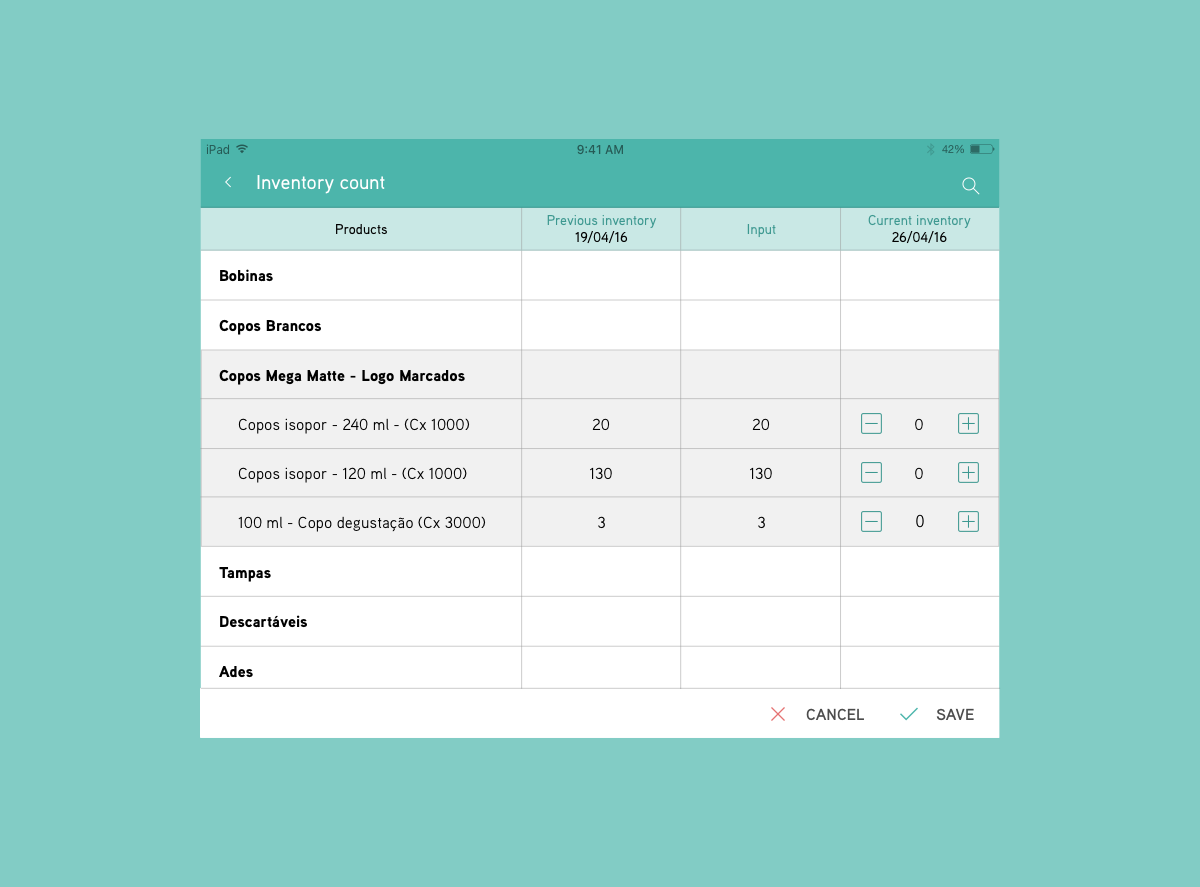 iPad 9:41 AM 42%
Inventory count
Products Previous inventory 19/04/16 Input Current inventory 26/04/16
Bobinas
Copos Brancos
Copos Mega Matte - Logo Marcados
Copos isopor - 240 ml - (Cx 1000) 20 20 0
Copos isopor - 120 ml - (Cx 1000) 130 130 0
100 ml - Copo degustação (Cx 3000) 3 3 0
Tampas
Descartáveis
Ades
CANCEL SAVE